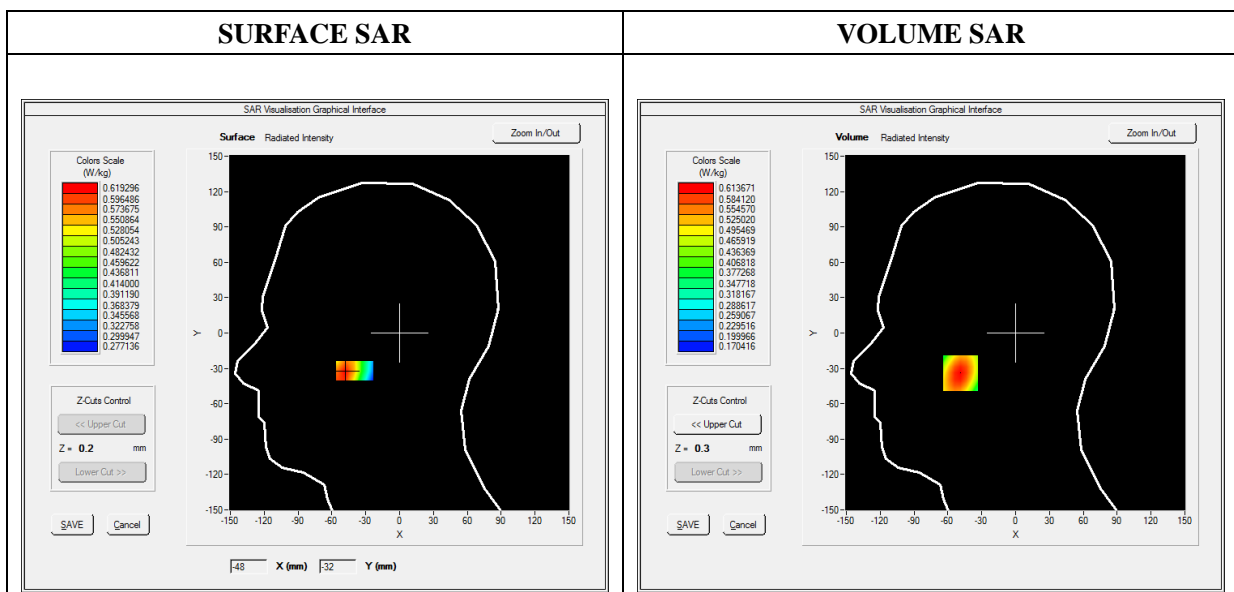 SURFACE SAR
VOLUME SAR
SAR Visualisation Graphical Interface
Surface Radiated Intensity
Zoom In/Out
Colors Scale
(W/kg)
0.619296
0.596486
0.573675
0.550864
0.528054
0.505243
0.482432
0.459622
0.436811
0.414000
0.391190
0.368379
0.345568
0.322758
0.299947
0.277136
Z-Cuts Control
<< Upper Cut
Z = 0.2 mm
Lower Cut >>
SAVE Cancel
150
120
90
60
30
0
-30
-60
-90
-120
-150
Y
-150 -120 -90 -60 -30 0 30 60 90 120 150
X
-48 X (mm) -32 Y (mm)
SAR Visualisation Graphical Interface
Volume Radiated Intensity
Zoom In/Out
Colors Scale
(W/kg)
0.613671
0.584120
0.554570
0.525020
0.495469
0.465919
0.436369
0.406818
0.377268
0.347718
0.318167
0.288617
0.259067
0.229516
0.199966
0.170416
Z-Cuts Control
<< Upper Cut
Z = 0.3 mm
Lower Cut >>
SAVE Cancel
150
120
90
60
30
0
-30
-60
-90
-120
-150
Y
-150 -120 -90 -60 -30 0 30 60 90 120 150
X